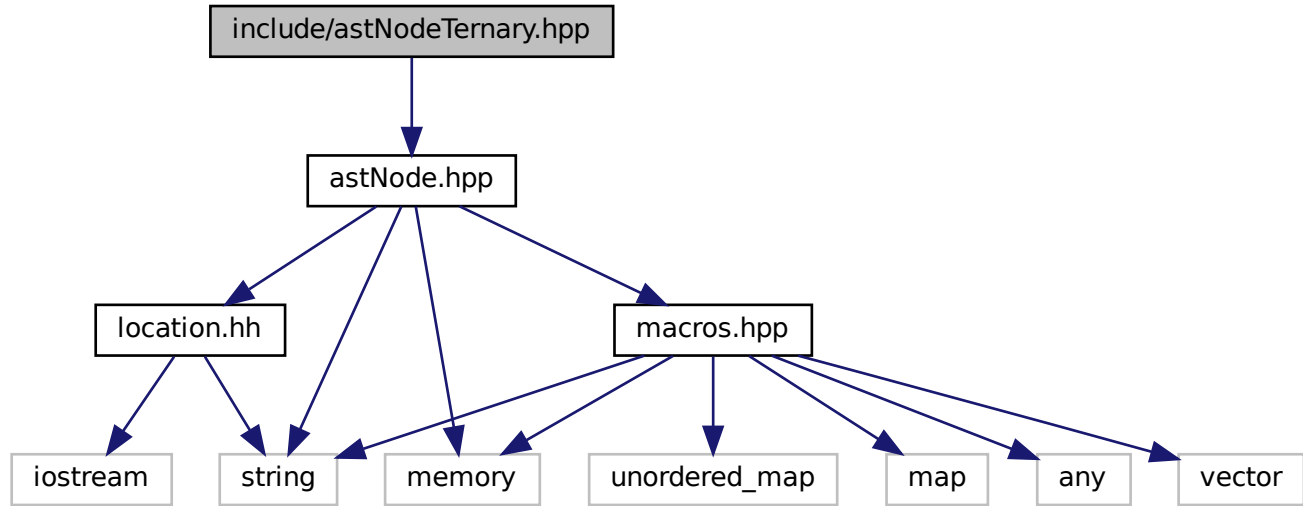 include/astNodeTernary.hpp
astNode.hpp
location.hh
macros.hpp
iostream
string
memory
unordered_map
map
any
vector